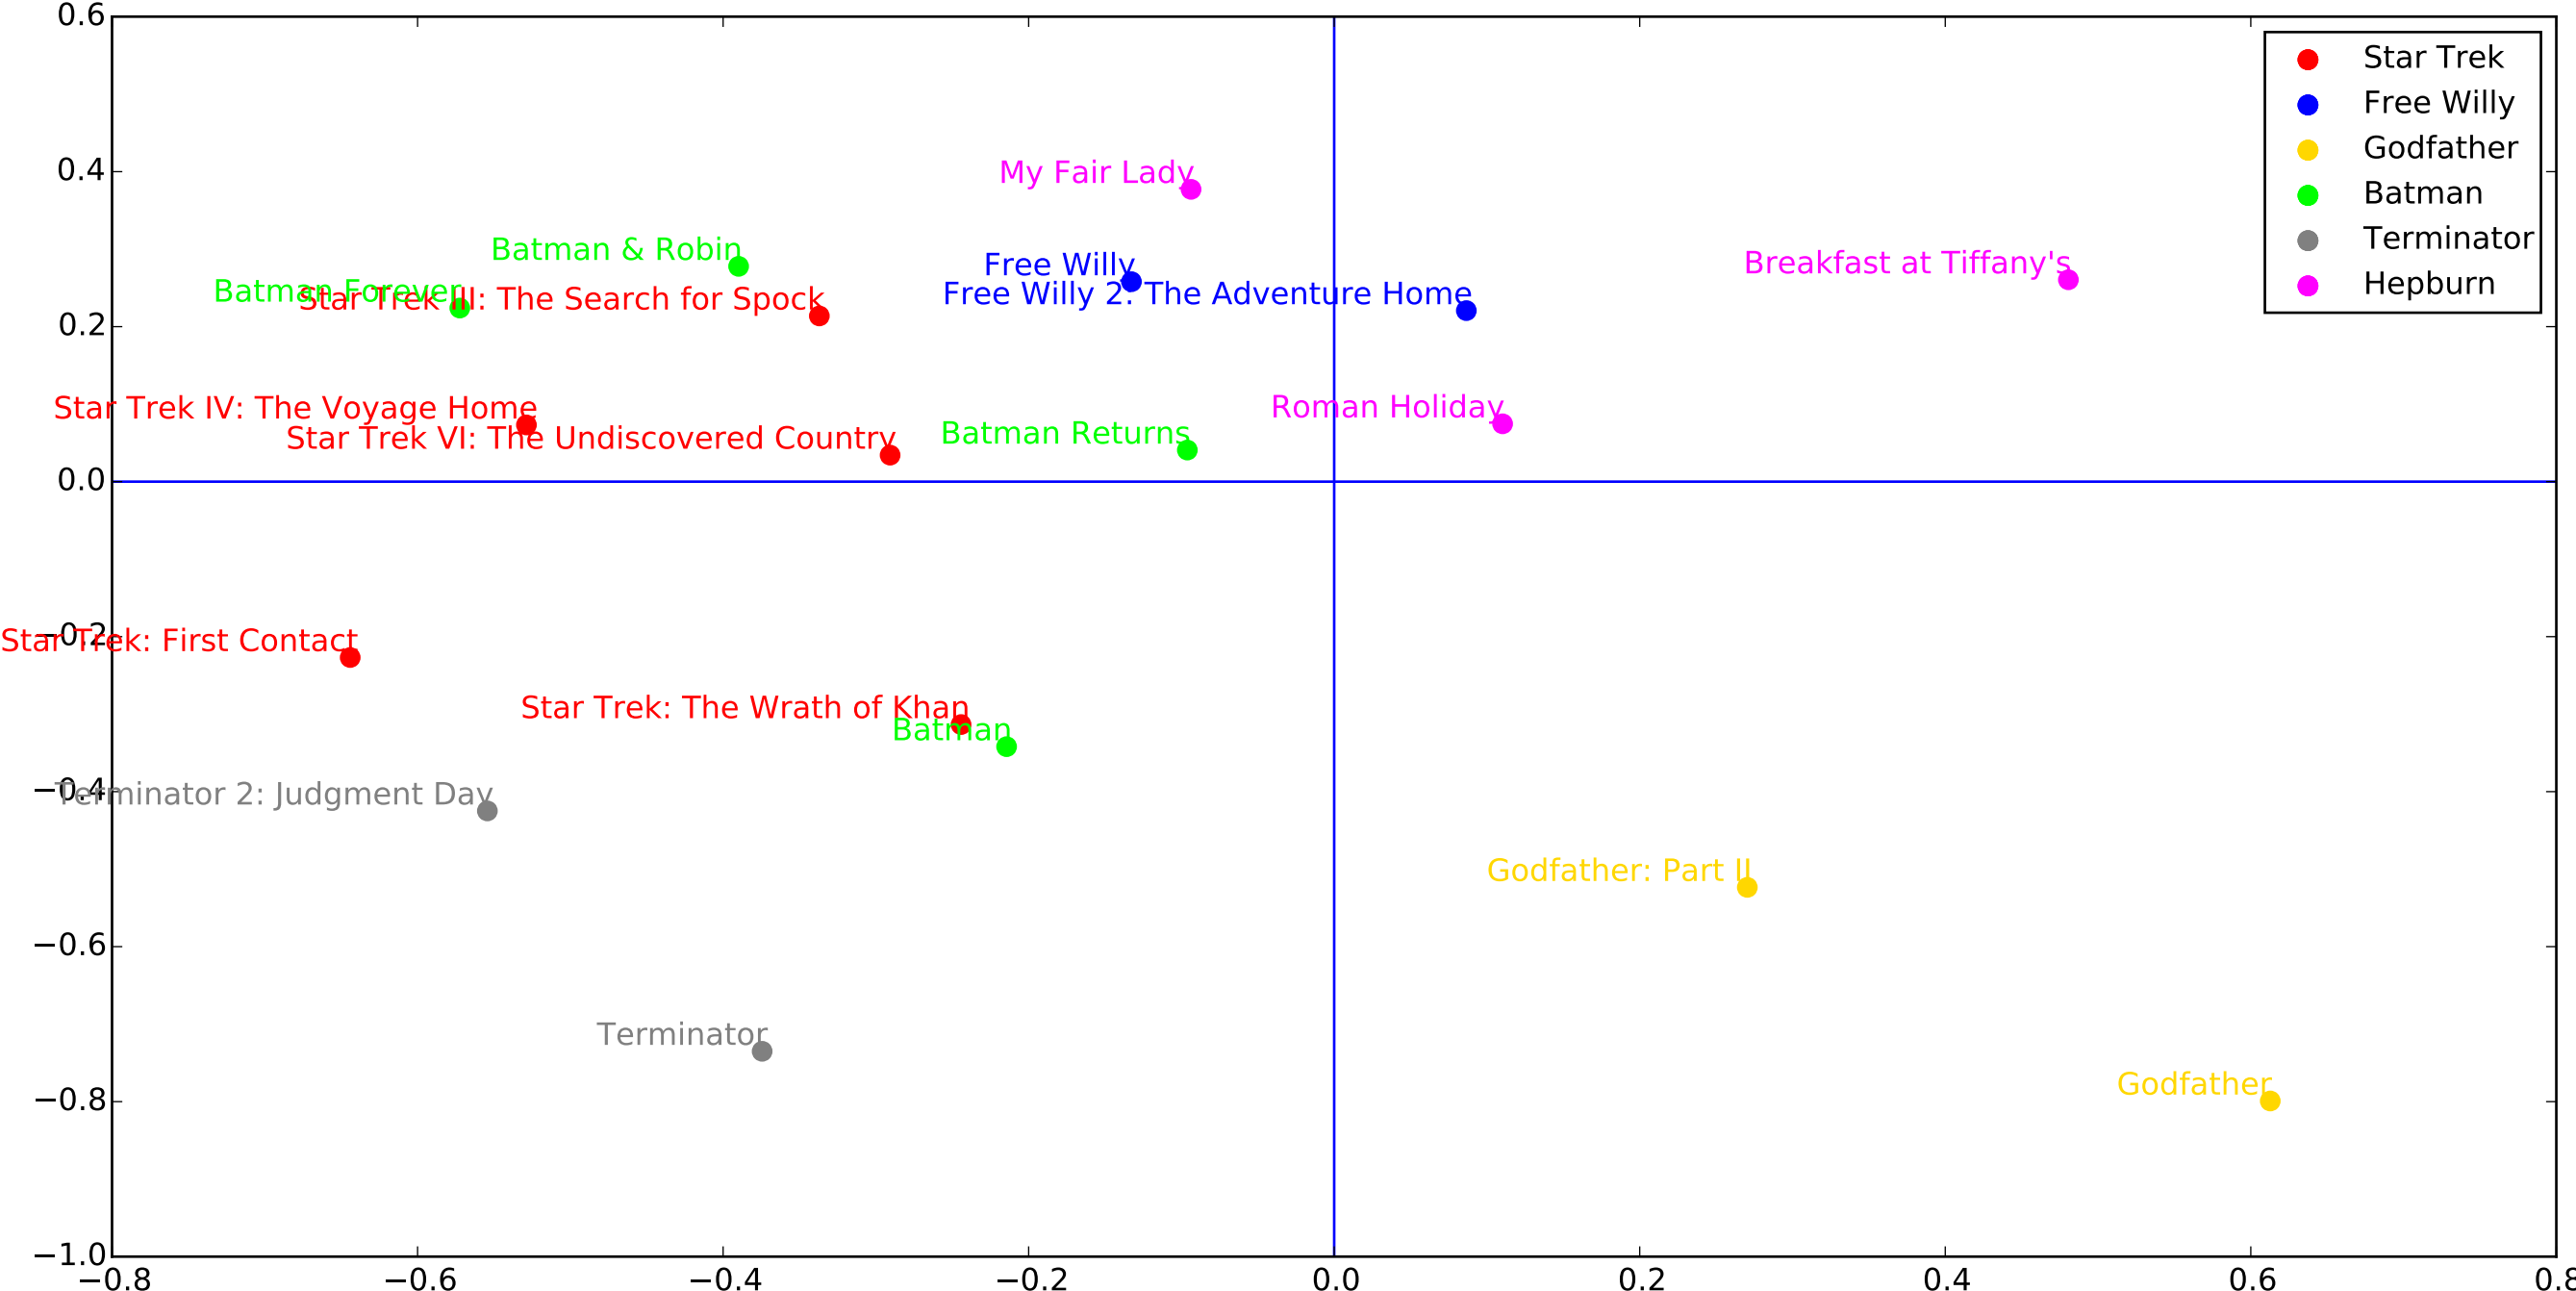 0.6
0.4
0.2
0.0
−0.2
−0.4
−0.6
−0.8
−1.0
−0.8
−0.6
−0.4
−0.2
0.0
0.2
0.4
0.6
0.8
Star Trek
Free Willy
Godfather
Batman
Terminator
Hepburn
My Fair Lady
Batman & Robin
Free Willy
Breakfast at Tiffany's
Batman Forever
Star Trek III: The Search for Spock
Free Willy 2: The Adventure Home
Star Trek IV: The Voyage Home
Roman Holiday
Star Trek VI: The Undiscovered Country
Batman Returns
Star Trek: First Contact
Star Trek: The Wrath of Khan
Batman
Terminator 2: Judgment Day
Godfather: Part II
Terminator
Godfather